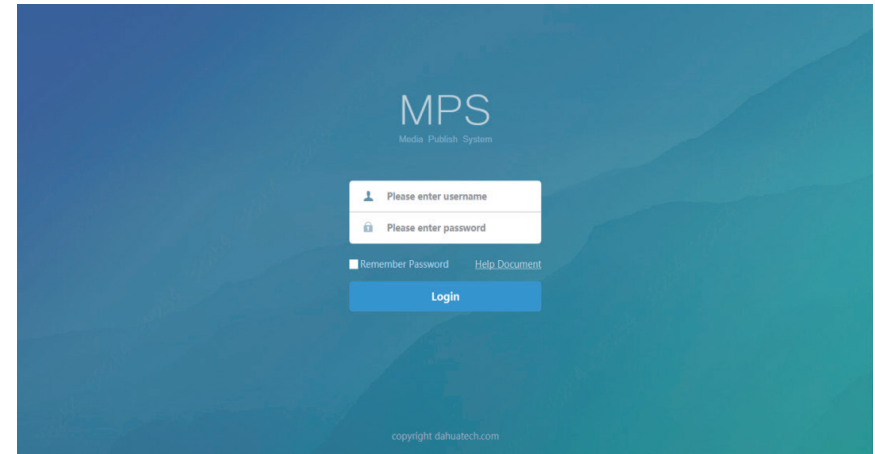 MPS
Media Publish System
Please enter username
Please enter password
Remember Password Help Document
Login
copyright dahuatech.com